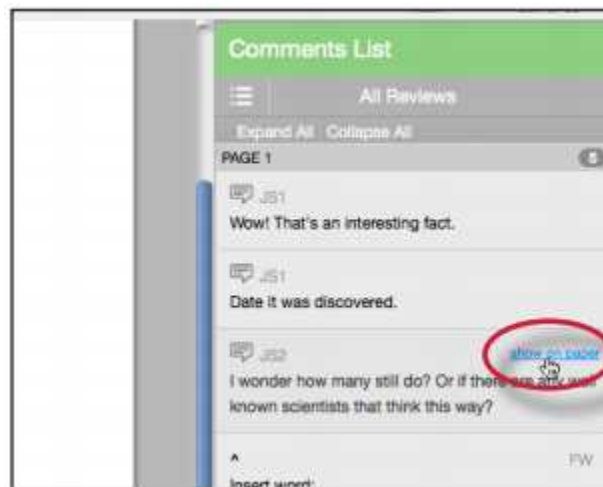 Comments List
All Reviews
Expand All Collapse All
PAGE 1 5
JS1
Wow! That's an interesting fact.
JS1
Date it was discovered.
JS2 show on paper
I wonder how many still do? Or if there are any well
known scientists that think this way?
^ PW
Insert word: